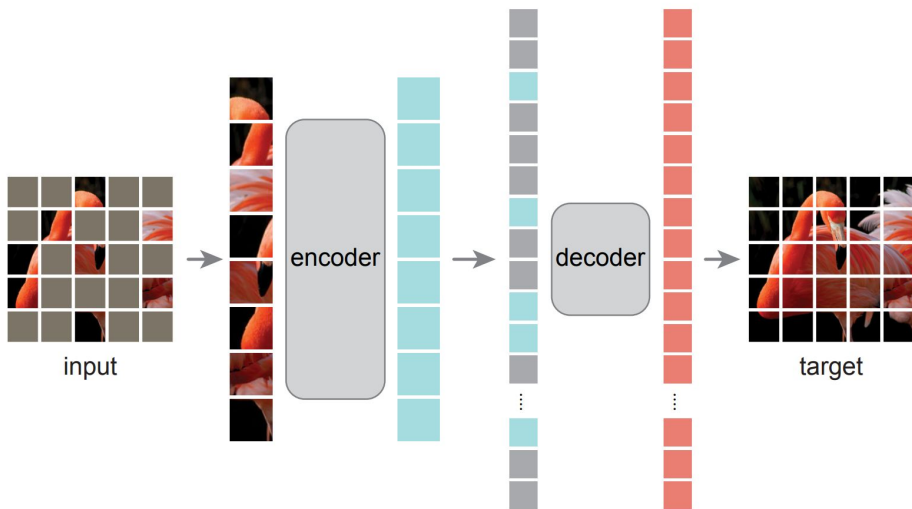 input
encoder
decoder
target